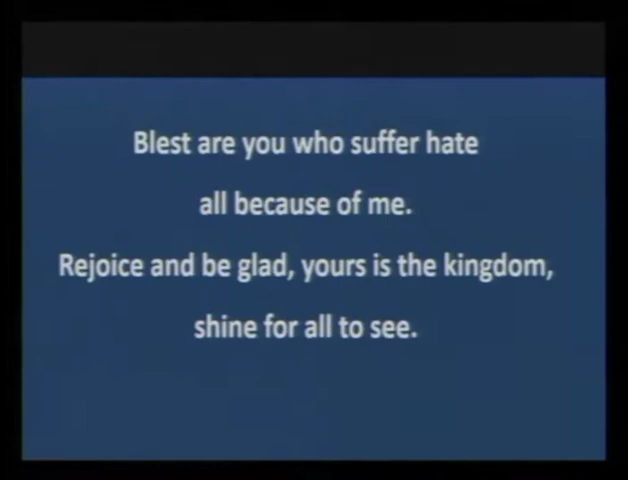 Blest are you who suffer hate
all because of me.
Rejoice and be glad, yours is the kingdom,
shine for all to see.